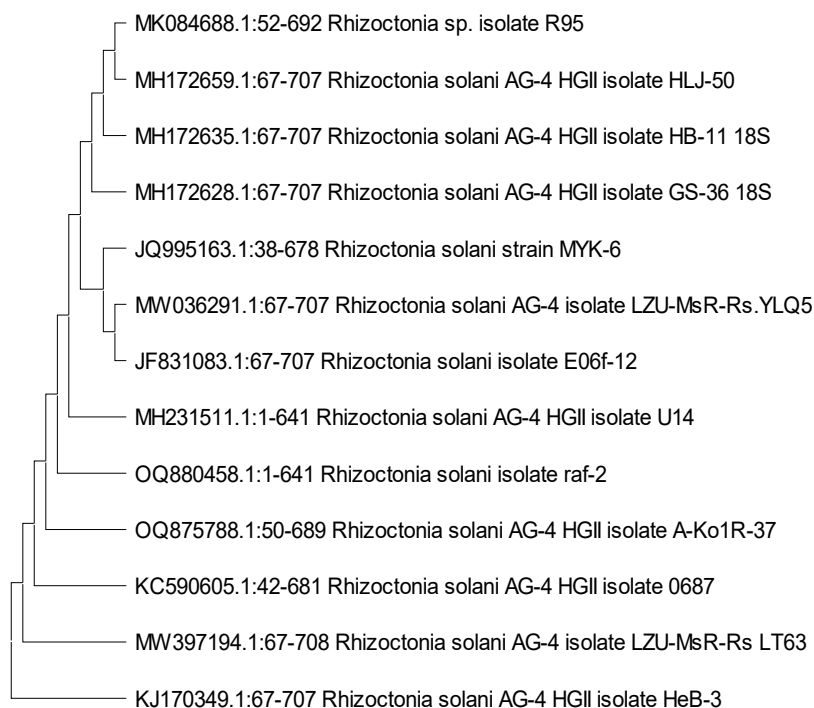 MK084688.1:52-692 Rhizoctonia sp. isolate R95
MH172659.1:67-707 Rhizoctonia solani AG-4 HGII isolate HLJ-50
MH172635.1:67-707 Rhizoctonia solani AG-4 HGII isolate HB-11 18S
MH172628.1:67-707 Rhizoctonia solani AG-4 HGII isolate GS-36 18S
JQ995163.1:38-678 Rhizoctonia solani strain MYK-6
MW036291.1:67-707 Rhizoctonia solani AG-4 isolate LZU-MsR-Rs.YLQ5
JF831083.1:67-707 Rhizoctonia solani isolate E06f-12
MH231511.1:1-641 Rhizoctonia solani AG-4 HGII isolate U14
OQ880458.1:1-641 Rhizoctonia solani isolate raf-2
OQ875788.1:50-689 Rhizoctonia solani AG-4 HGII isolate A-Ko1R-37
KC590605.1:42-681 Rhizoctonia solani AG-4 HGII isolate 0687
MW397194.1:67-708 Rhizoctonia solani AG-4 isolate LZU-MsR-Rs LT63
KJ170349.1:67-707 Rhizoctonia solani AG-4 HGII isolate HeB-3